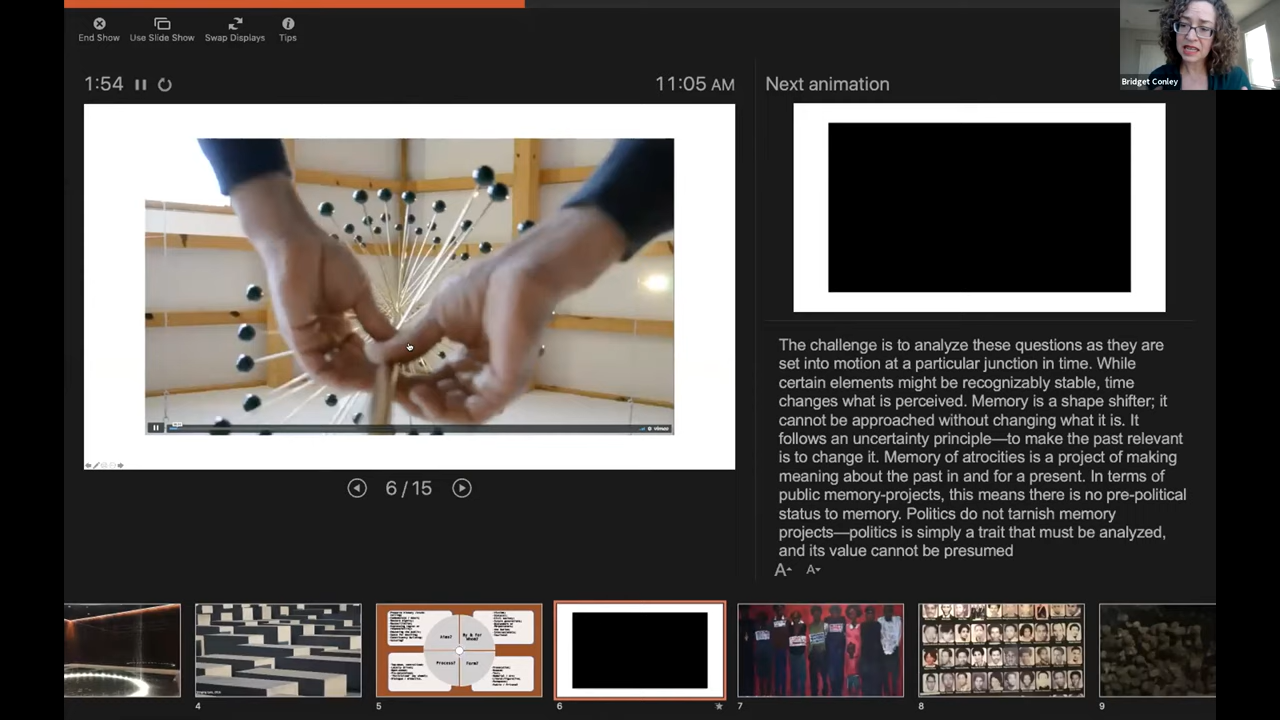 End Show
Use Slide Show
Swap Displays
Tips
Bridget Conley
1:54
11:05 AM
Next animation
The challenge is to analyze these questions as they are
set into motion at a particular junction in time. While
certain elements might be recognizably stable, time
changes what is perceived. Memory is a shape shifter; it
cannot be approached without changing what it is. It
follows an uncertainty principle—to make the past relevant
is to change it. Memory of atrocities is a project of making
meaning about the past in and for a present. In terms of
public memory-projects, this means there is no pre-political
status to memory. Politics do not tarnish memory
projects—politics is simply a trait that must be analyzed,
and its value cannot be presumed
A A
vimeo
6 / 15
Aims?
By & for
Whom?
Process?
Form?
4
5
6
7
8
9